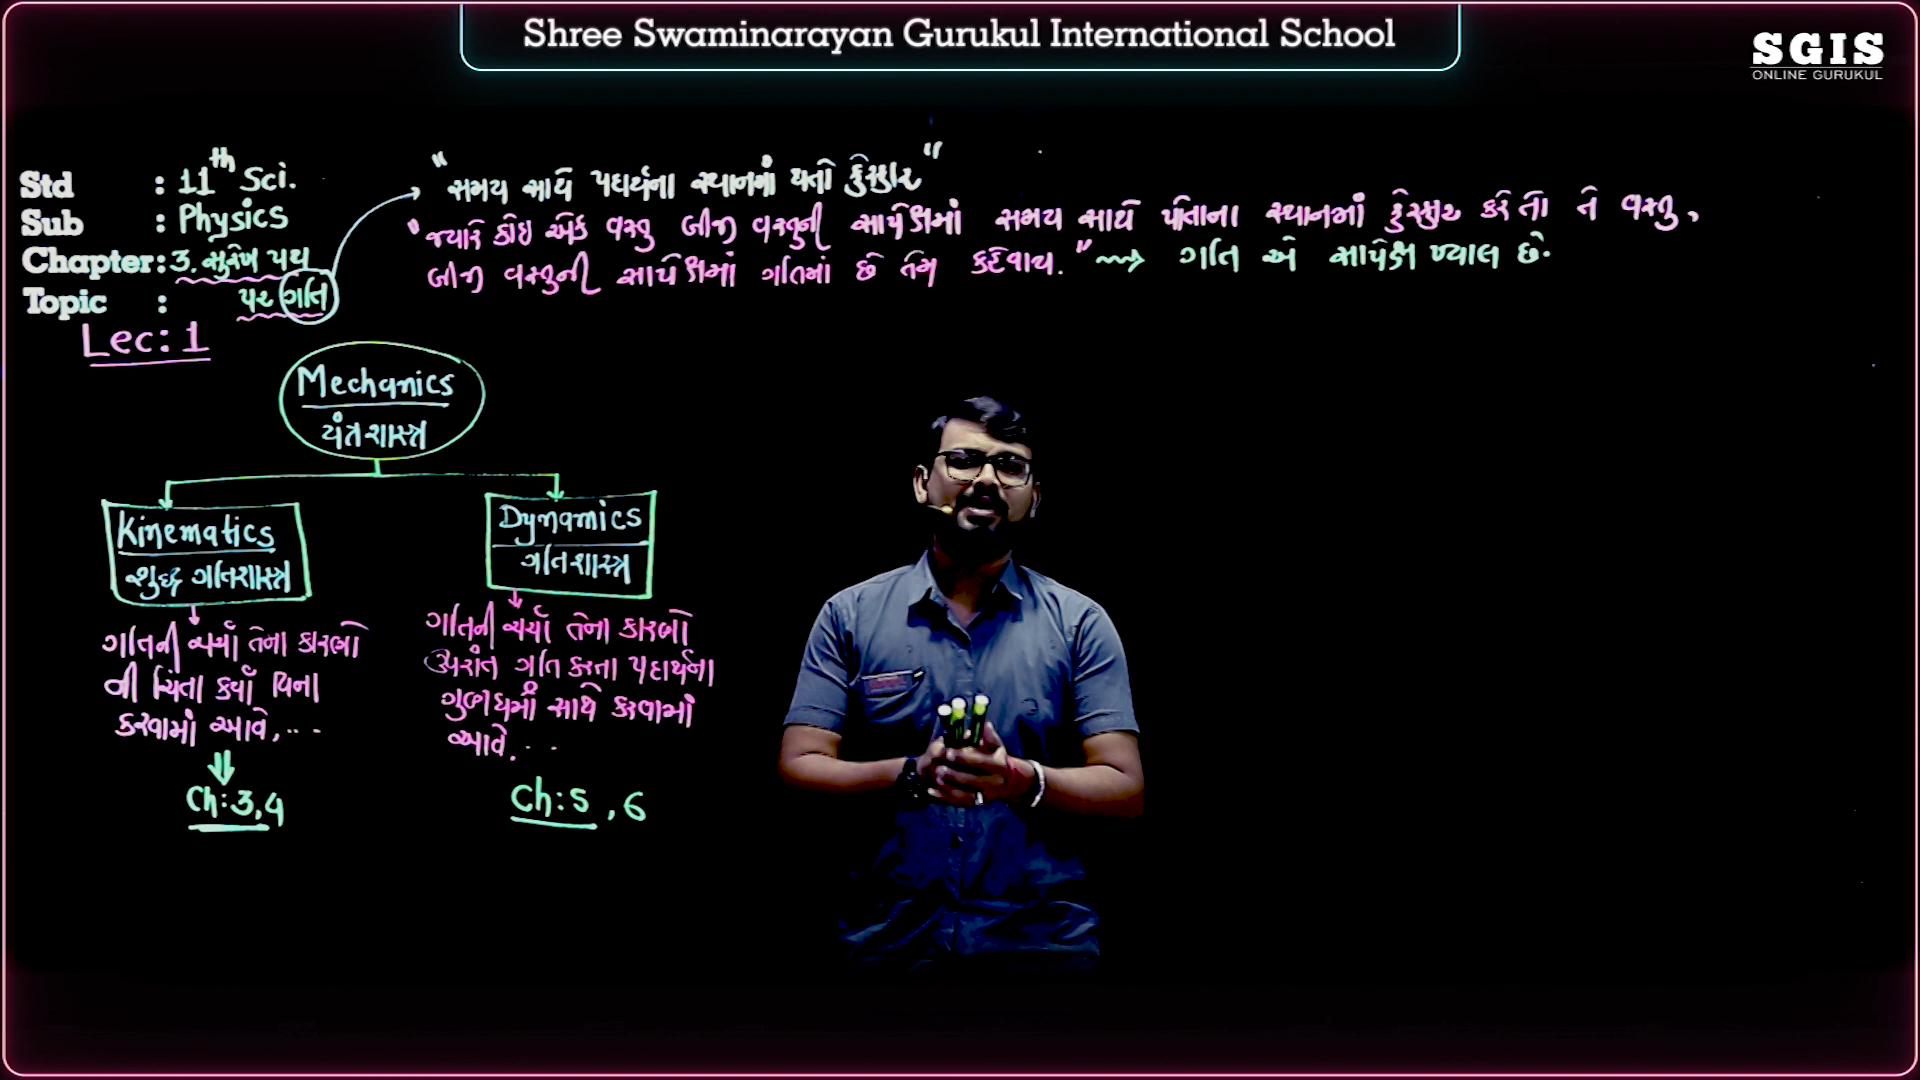 Shree Swaminarayan Gurukul International School
SGIS
ONLINE GURUKUL
Std : 11th Sci.
Sub : Physics
Chapter: 3. સુરેખ પથ
Topic : પર ગતિ
Lec: 1
"સમય સાથે પદાર્થના સ્થાનમાં થતો ફેરફાર"
"જ્યારે કોઇ એક વસ્તુ બીજી વસ્તુની સાપેક્ષમાં સમય સાથે પોતાના સ્થાનમાં ફેરફાર કરે તો તે વસ્તુ,
બીજી વસ્તુની સાપેક્ષમાં ગતિમાં છે તેમ કહેવાય." ⇝ ગતિ એ સાપેક્ષ ખ્યાલ છે.
Mechanics
યંત્રશાસ્ત્ર
Kinematics
શુદ્ધ ગતિશાસ્ત્ર
ગતિની ચર્ચા તેના કારણો
ની ચિંતા કર્યા વિના
કરવામાં આવે,...
Ch:3,4
Dynamics
ગતિશાસ્ત્ર
ગતિની ચર્ચા તેના કારણો
ઉપરાંત ગતિ કરતા પદાર્થના
ગુણધર્મો સાથે કરવામાં
આવે...
Ch:5,6